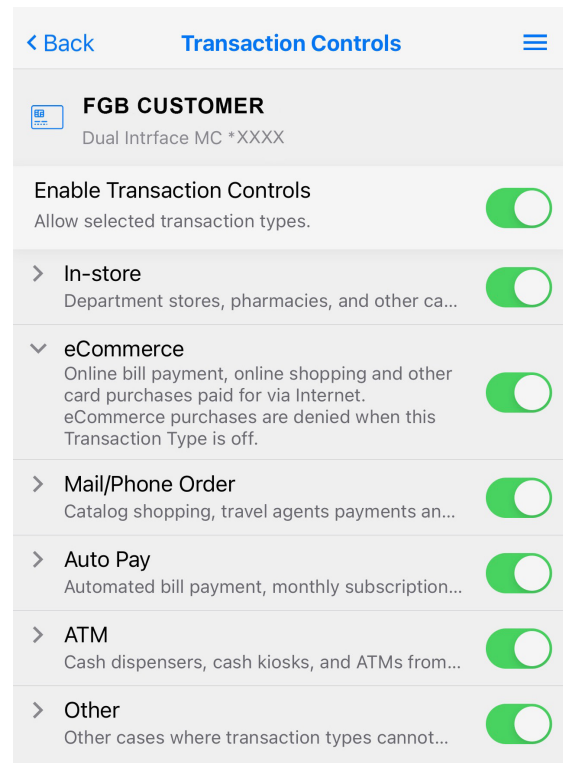 Back
Transaction Controls
FGB CUSTOMER
Dual Intrface MC *XXXX
Enable Transaction Controls
Allow selected transaction types.
In-store
Department stores, pharmacies, and other ca...
eCommerce
Online bill payment, online shopping and other
card purchases paid for via Internet.
eCommerce purchases are denied when this
Transaction Type is off.
Mail/Phone Order
Catalog shopping, travel agents payments an...
Auto Pay
Automated bill payment, monthly subscription...
ATM
Cash dispensers, cash kiosks, and ATMs from...
Other
Other cases where transaction types cannot...